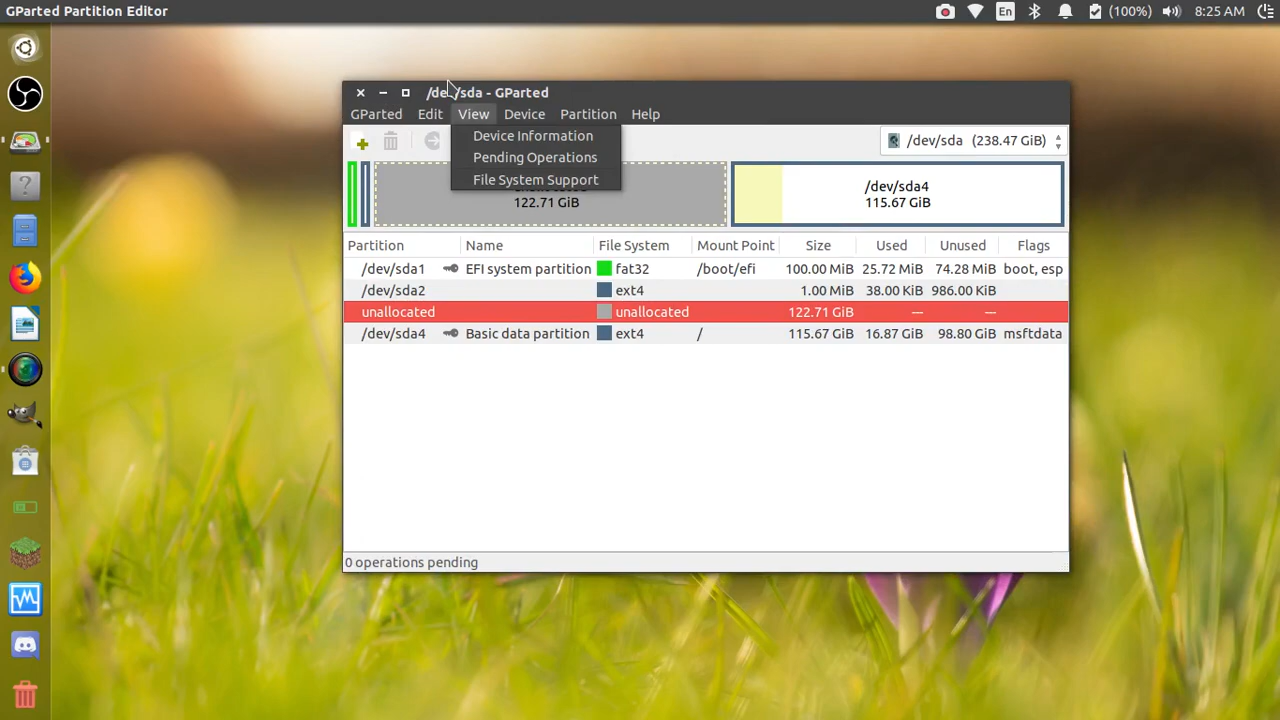 GParted Partition Editor
En
(100%)
8:25 AM
/dev/sda - GParted
GParted Edit View Device Partition Help
Device Information
Pending Operations
File System Support
/dev/sda (238.47 GiB)
122.71 GiB
/dev/sda4
115.67 GiB
Partition Name File System Mount Point Size Used Unused Flags
/dev/sda1 EFI system partition fat32 /boot/efi 100.00 MiB 25.72 MiB 74.28 MiB boot, esp
/dev/sda2 ext4 1.00 MiB 38.00 KiB 986.00 KiB
unallocated unallocated 122.71 GiB --- ---
/dev/sda4 Basic data partition ext4 / 115.67 GiB 16.87 GiB 98.80 GiB msftdata
0 operations pending